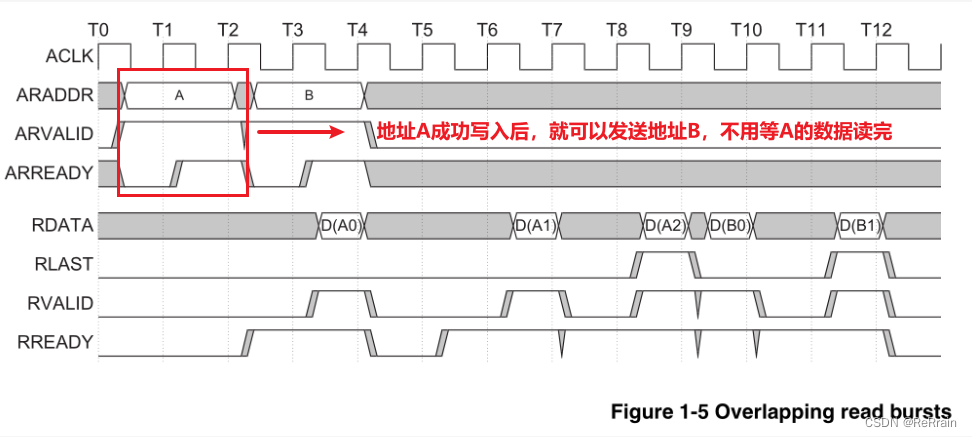 T0 T1 T2 T3 T4 T5 T6 T7 T8 T9 T10 T11 T12
ACLK
ARADDR A B
ARVALID 地址A成功写入后，就可以发送地址B，不用等A的数据读完
ARREADY
RDATA D(A0) D(A1) D(A2) D(B0) D(B1)
RLAST
RVALID
RREADY
Figure 1-5 Overlapping read bursts
CSDN @ReRrain